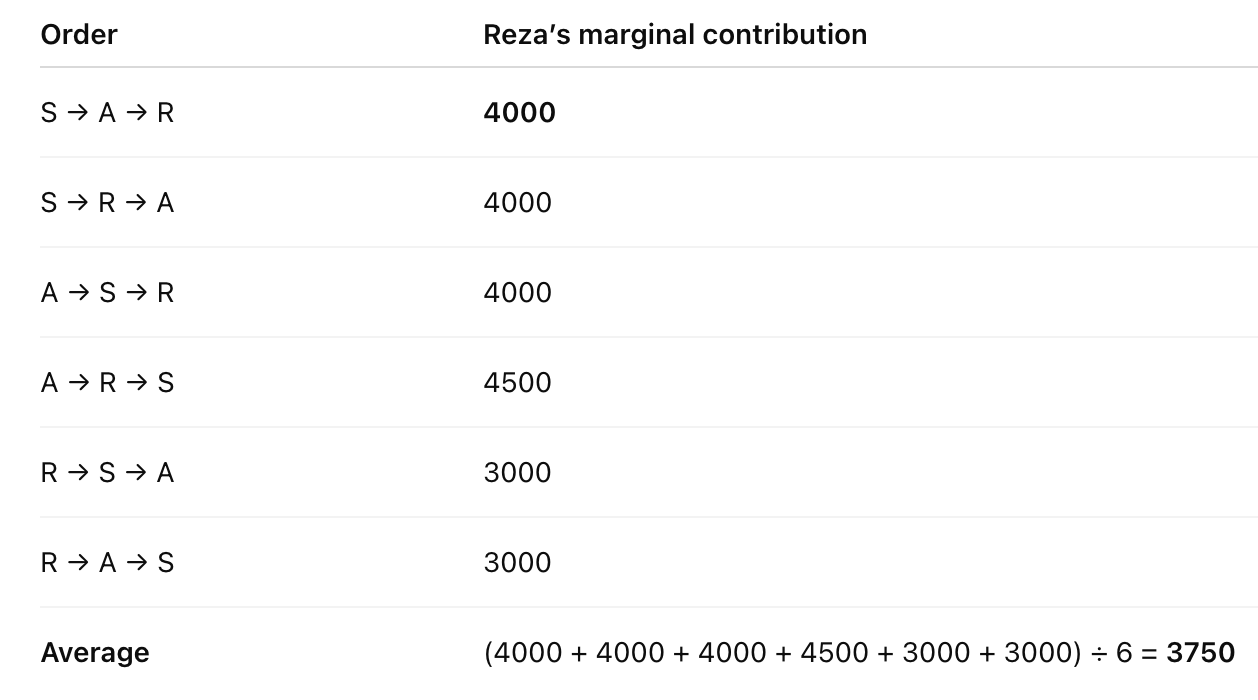 Order Reza’s marginal contribution
S → A → R 4000
S → R → A 4000
A → S → R 4000
A → R → S 4500
R → S → A 3000
R → A → S 3000
Average (4000 + 4000 + 4000 + 4500 + 3000 + 3000) ÷ 6 = 3750